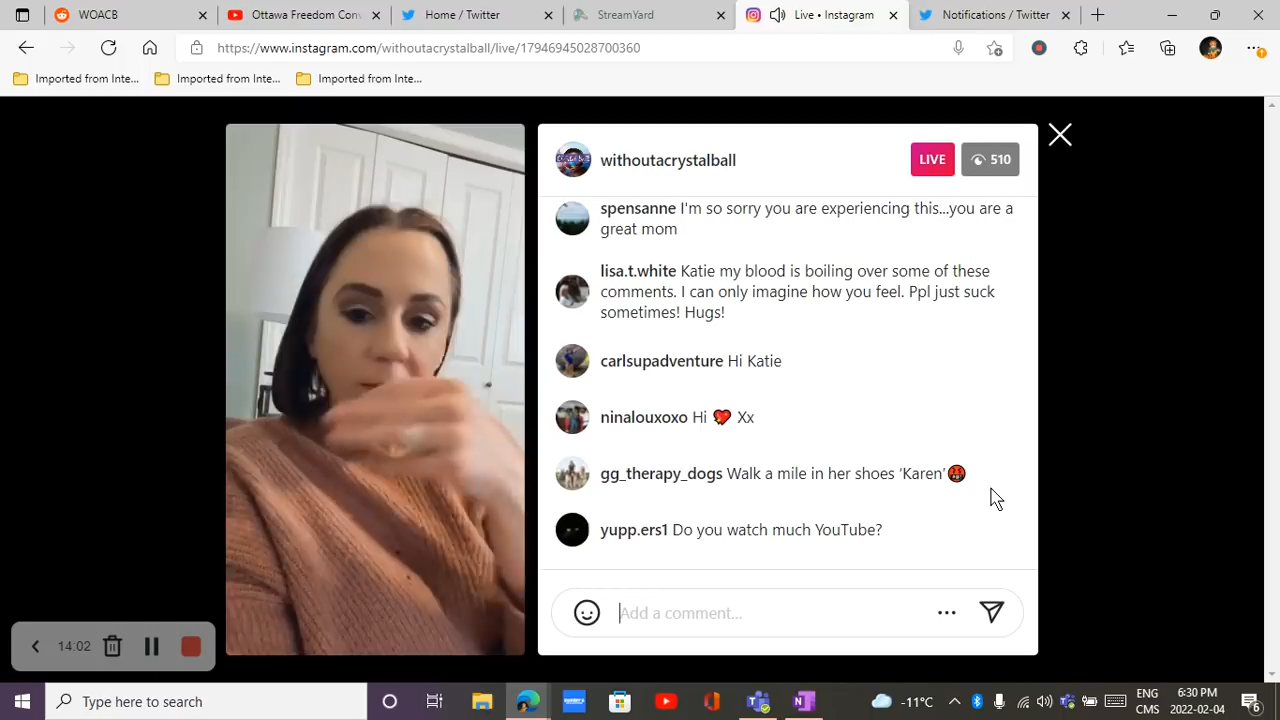 WOACB
Ottawa Freedom Con
Home / Twitter
StreamYard
Live • Instagram
Notifications / Twitter
https://www.instagram.com/withoutacrystalball/live/17946945028700360
Imported from Inte...
Imported from Inte...
Imported from Inte...
withoutacrystalball
LIVE
510
spensanne I'm so sorry you are experiencing this...you are a
great mom
lisa.t.white Katie my blood is boiling over some of these
comments. I can only imagine how you feel. Ppl just suck
sometimes! Hugs!
carlsupadventure Hi Katie
ninalouxoxo Hi 💘 Xx
gg_therapy_dogs Walk a mile in her shoes ‘Karen’🤬
yupp.ers1 Do you watch much YouTube?
Add a comment...
14:02
Type here to search
-11°C
ENG
CMS
6:30 PM
2022-02-04
6